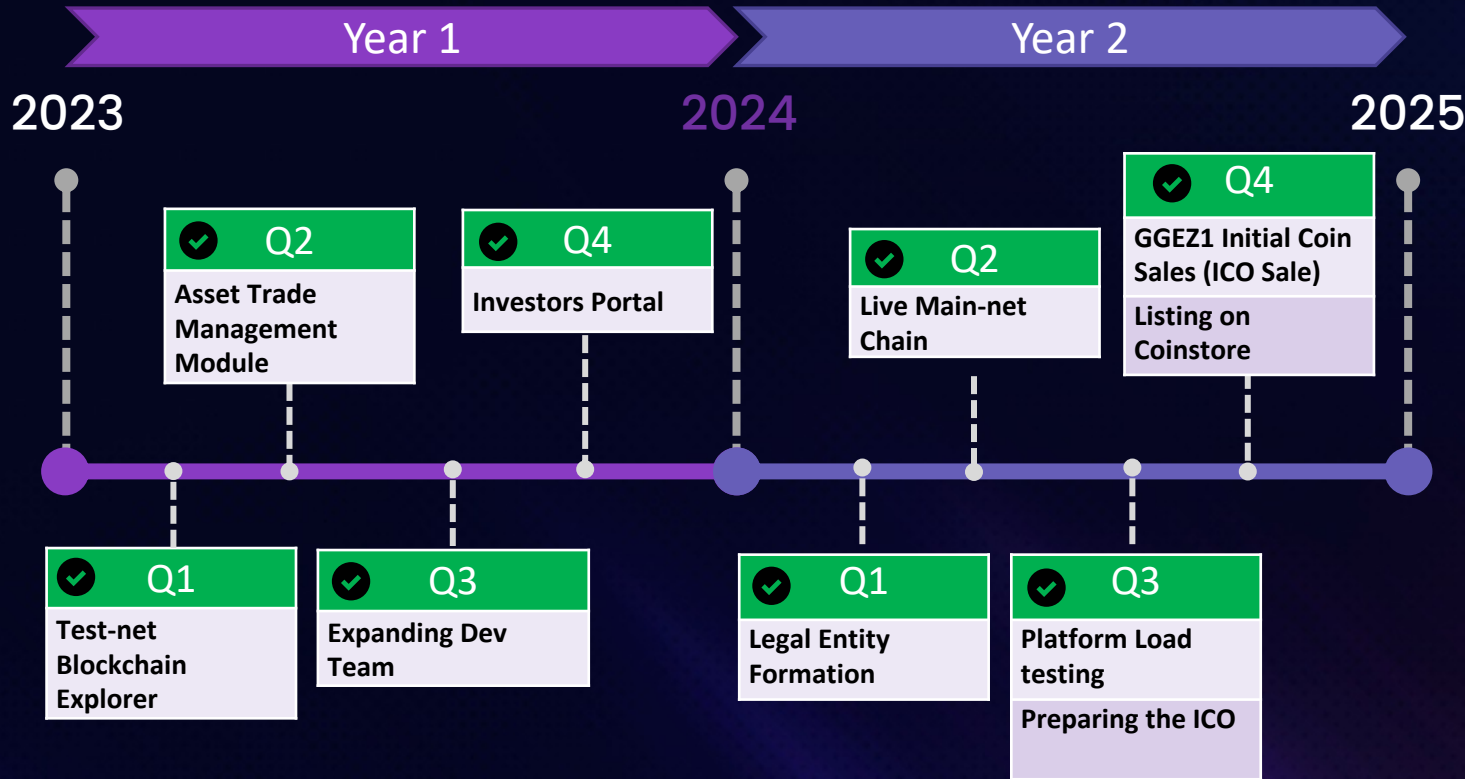 Year 1
Year 2
2023
2024
2025
Q2
Asset Trade
Management
Module
Q4
Investors Portal
Q2
Live Main-net
Chain
Q4
GGEZ1 Initial Coin
Sales (ICO Sale)
Listing on
Coinstore
Q1
Test-net
Blockchain
Explorer
Q3
Expanding Dev
Team
Q1
Legal Entity
Formation
Q3
Platform Load
testing
Preparing the ICO